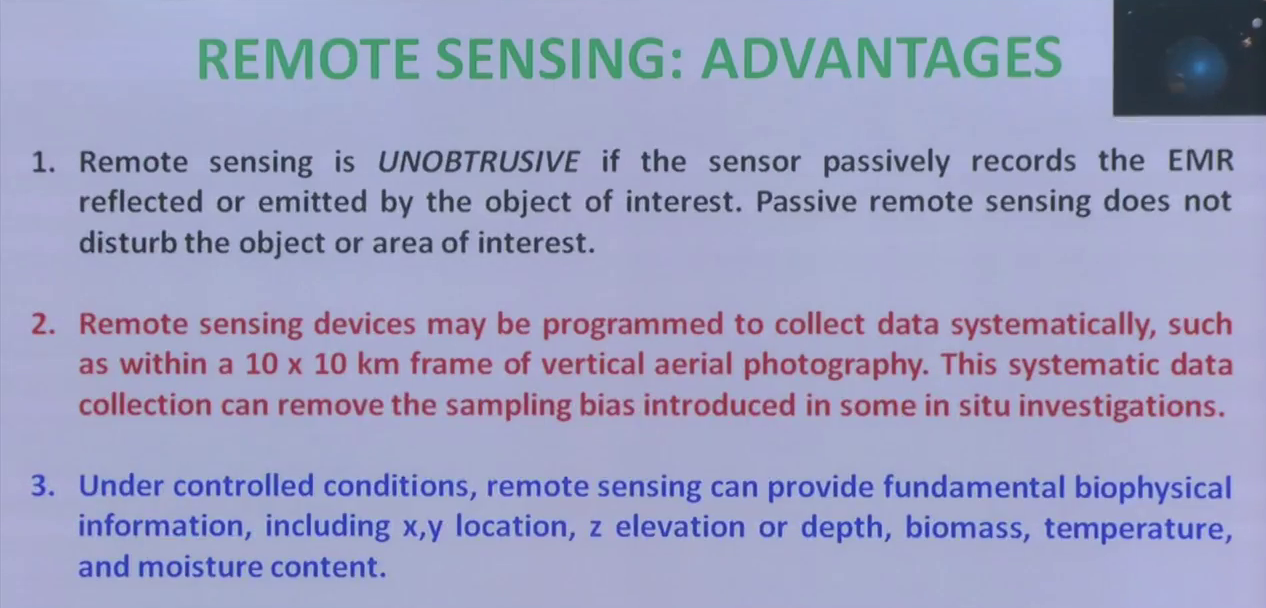 REMOTE SENSING: ADVANTAGES
1. Remote sensing is UNOBTRUSIVE if the sensor passively records the EMR
reflected or emitted by the object of interest. Passive remote sensing does not
disturb the object or area of interest.
2. Remote sensing devices may be programmed to collect data systematically, such
as within a 10 x 10 km frame of vertical aerial photography. This systematic data
collection can remove the sampling bias introduced in some in situ investigations.
3. Under controlled conditions, remote sensing can provide fundamental biophysical
information, including x,y location, z elevation or depth, biomass, temperature,
and moisture content.